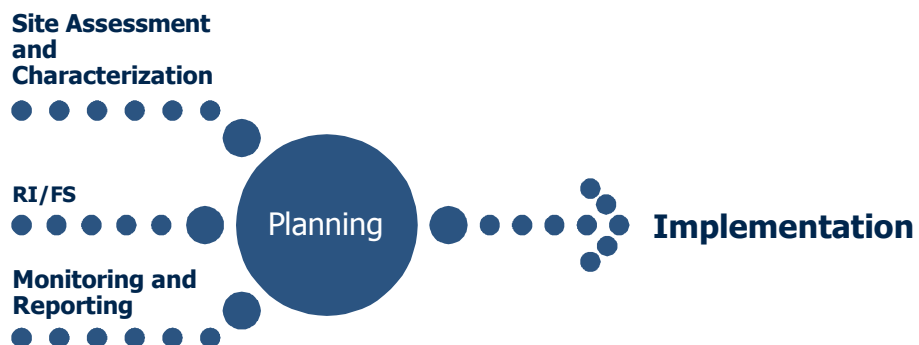 Site Assessment
and
Characterization
RI/FS
Planning
Implementation
Monitoring and
Reporting